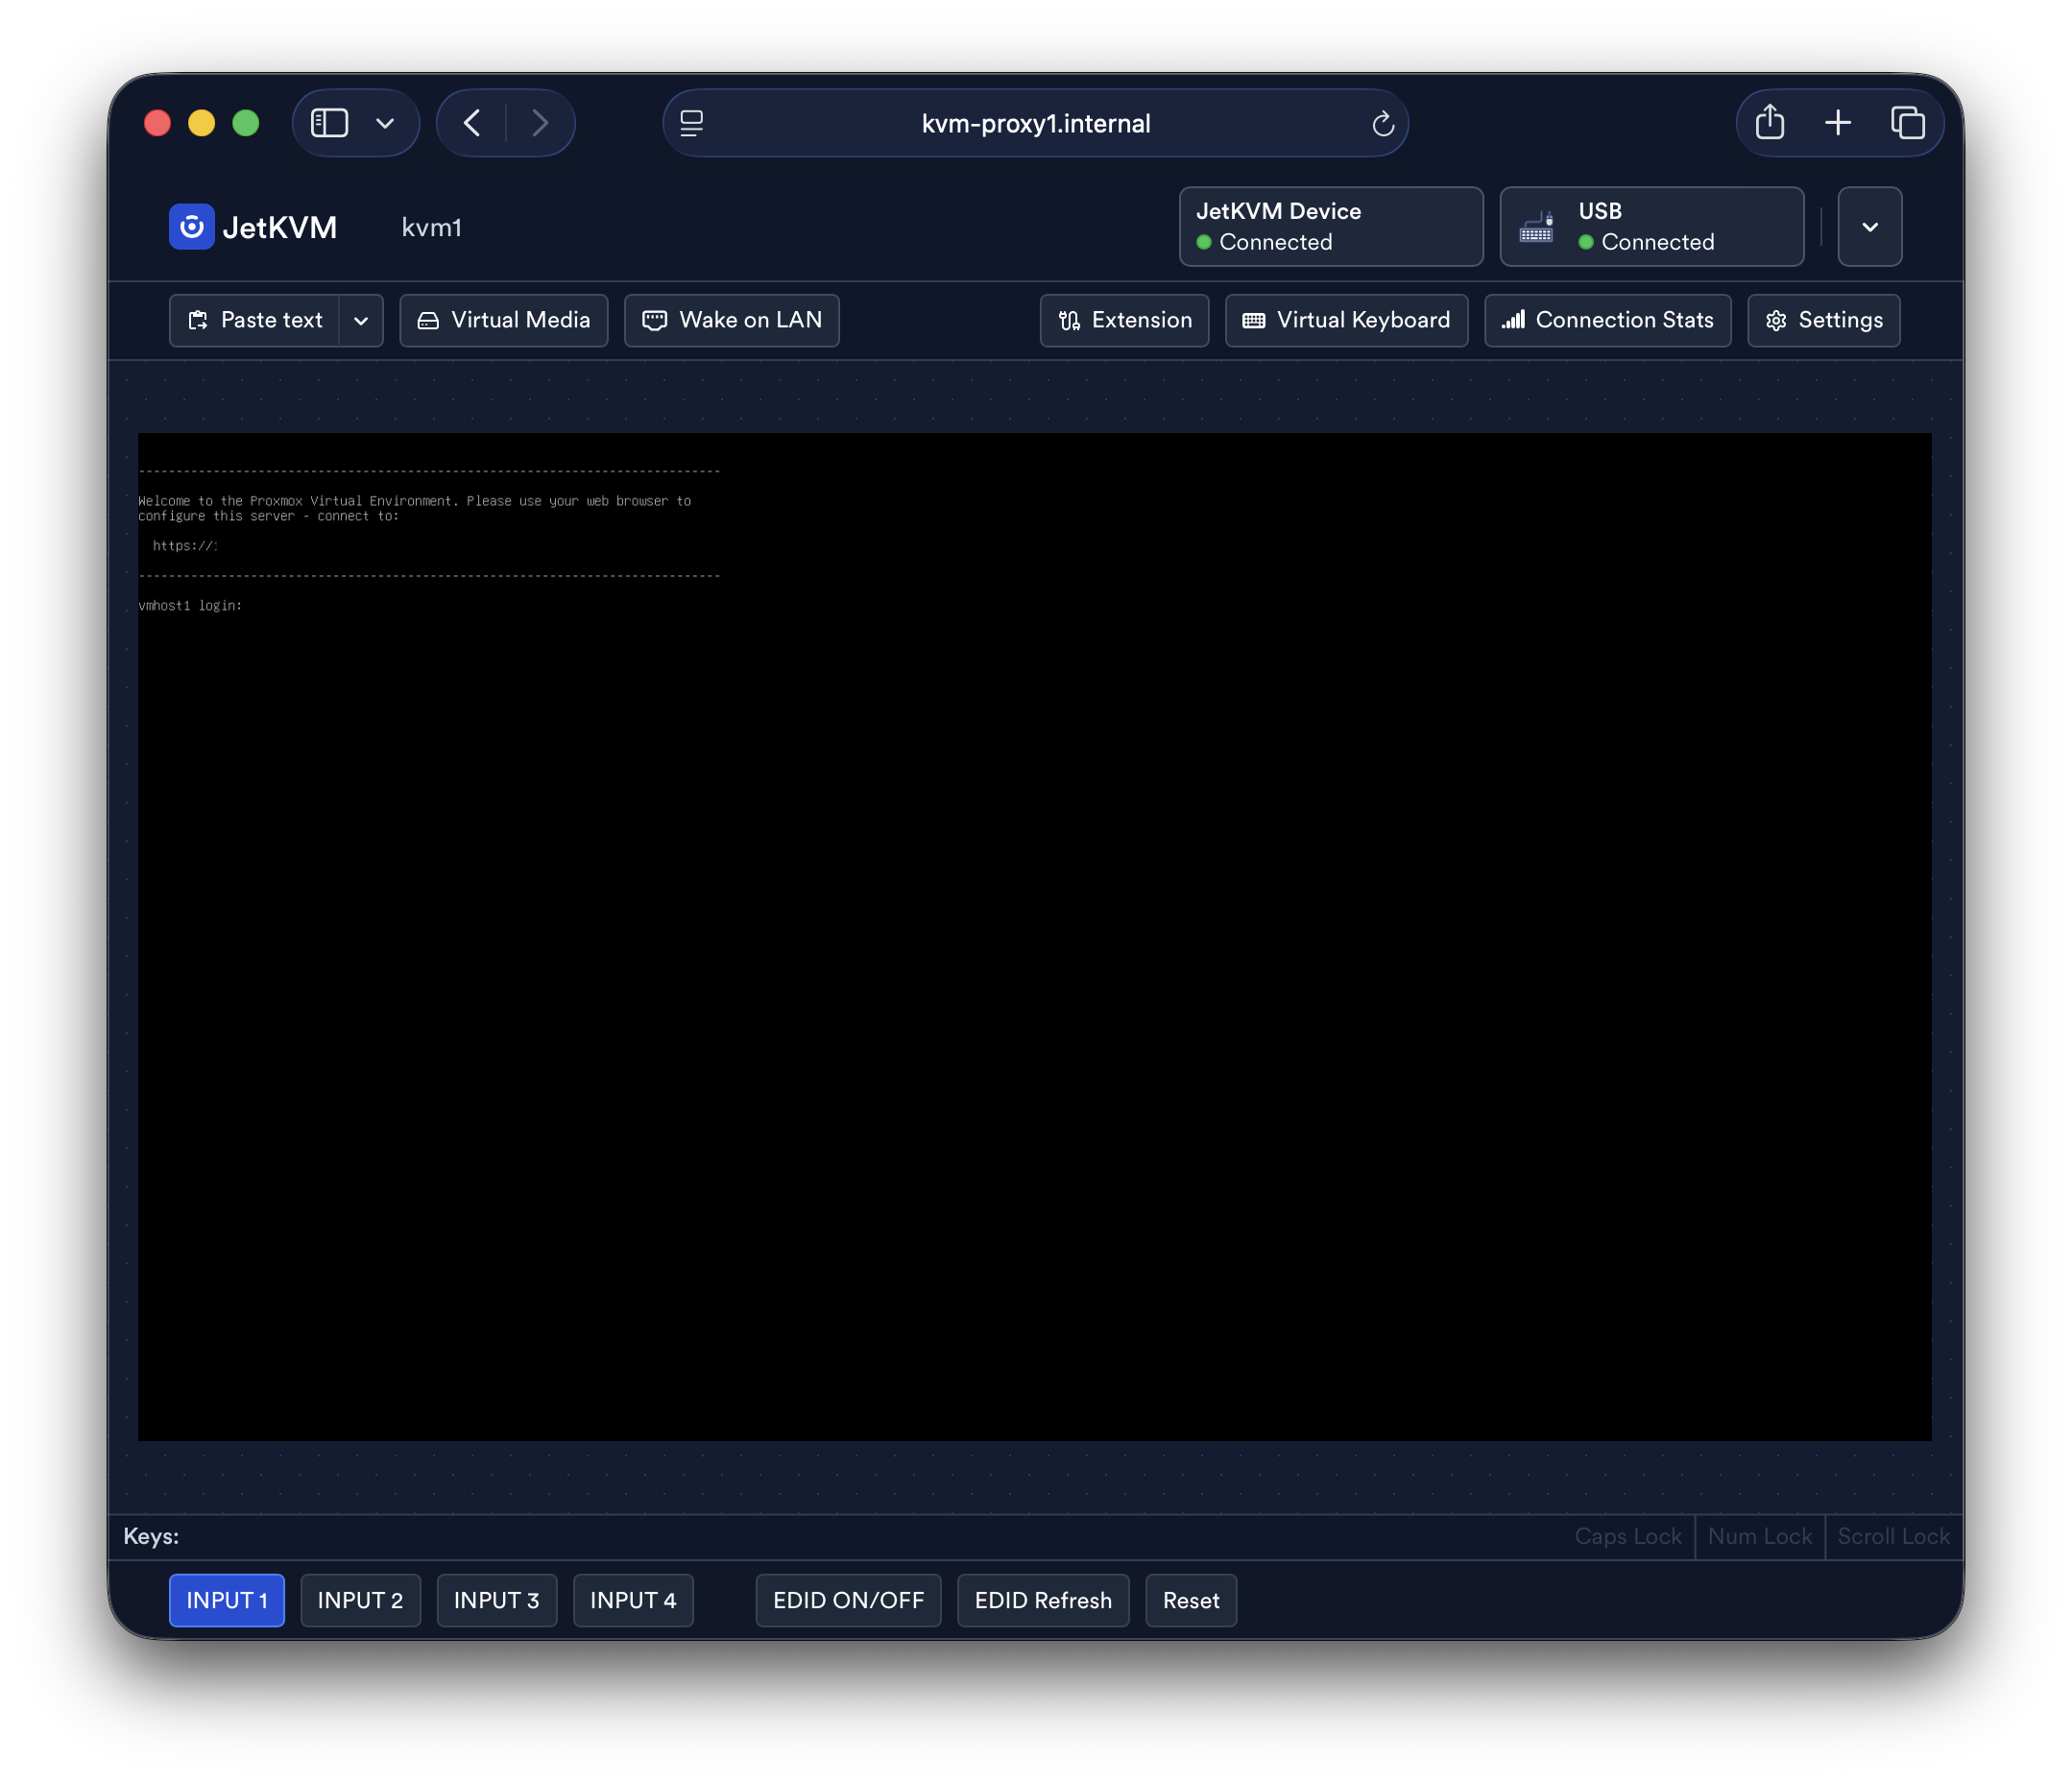 kvm-proxy1.internal
JetKVM
kvm1
JetKVM Device
Connected
USB
Connected
Paste text
Virtual Media
Wake on LAN
Extension
Virtual Keyboard
Connection Stats
Settings
-------------------------------------------------------------------------------
Welcome to the Proxmox Virtual Environment. Please use your web browser to
configure this server - connect to:
https://
-------------------------------------------------------------------------------
vmhost1 login:
Keys:
Caps Lock
Num Lock
Scroll Lock
INPUT 1
INPUT 2
INPUT 3
INPUT 4
EDID ON/OFF
EDID Refresh
Reset